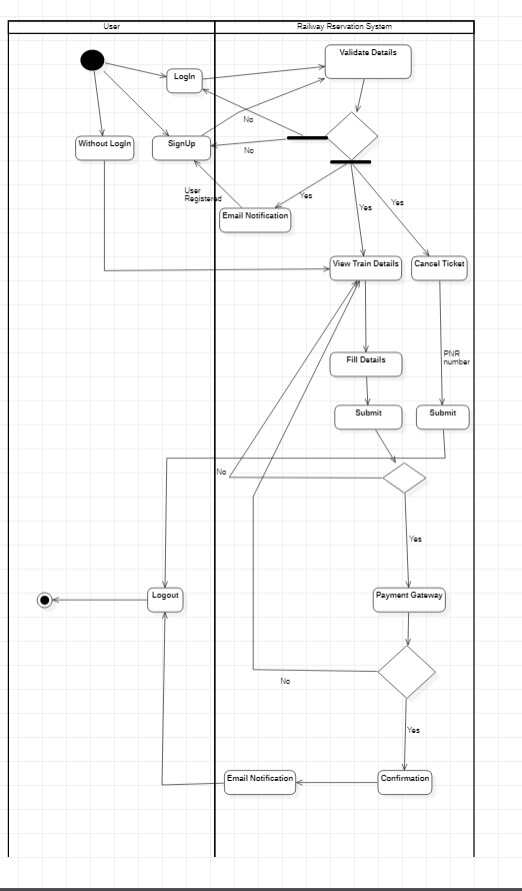 User
Railway Rservation System
Validate Details
LogIn
No
Without LogIn
SignUp
No
User
Registered
Yes
Yes
Yes
Email Notification
View Train Details
Cancel Ticket
PNR
number
Fill Details
Submit
Submit
No
Yes
Logout
Payment Gateway
No
Yes
Email Notification
Confirmation